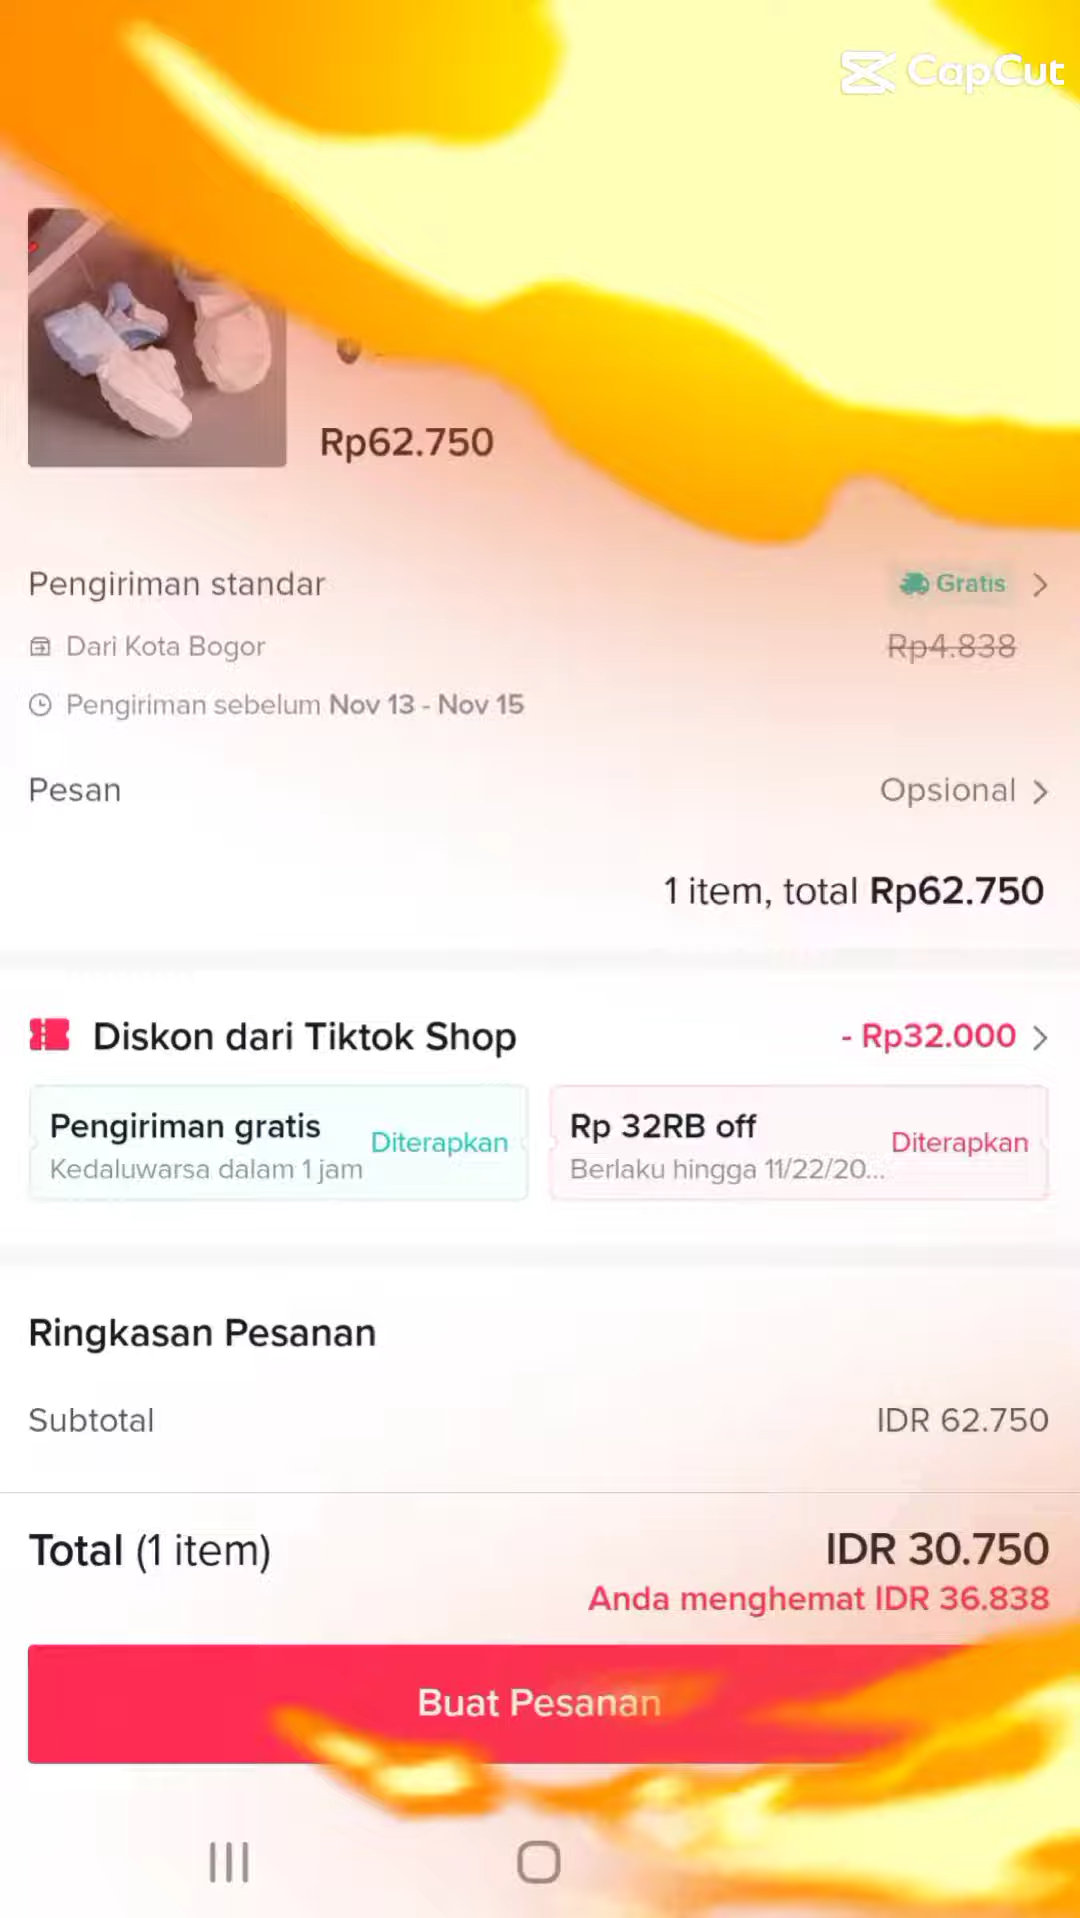 CapCut
Rp62.750
Pengiriman standar
Gratis
Dari Kota Bogor
Rp4.838
Pengiriman sebelum Nov 13 - Nov 15
Pesan
Opsional
1 item, total Rp62.750
Diskon dari Tiktok Shop
- Rp32.000
Pengiriman gratis
Diterapkan
Kedaluwarsa dalam 1 jam
Rp 32RB off
Diterapkan
Berlaku hingga 11/22/20...
Ringkasan Pesanan
Subtotal
IDR 62.750
Total (1 item)
IDR 30.750
Anda menghemat IDR 36.838
Buat Pesanan